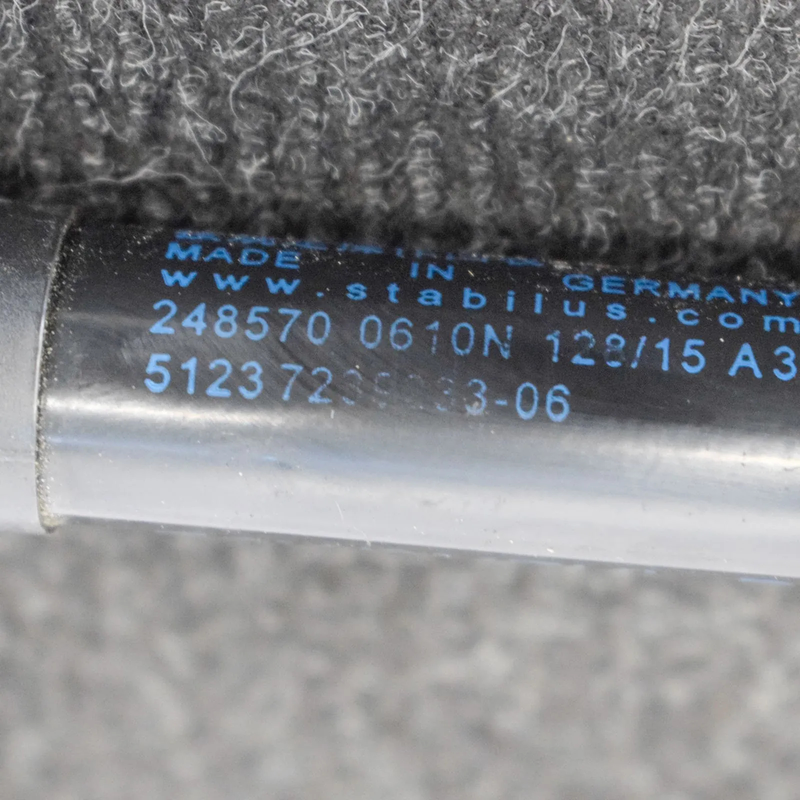 MADE IN GERMANY
www.stabilus.com
248570 0610N 128/15 A3
5123